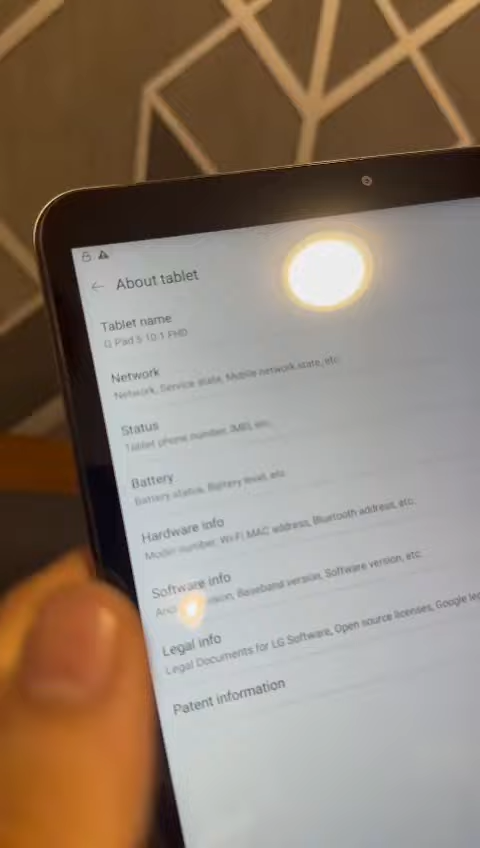 About tablet
Tablet name
G Pad 5 10.1 FHD
Network
Network, Service state, Mobile network state, etc.
Status
Tablet phone number, IMEI, etc.
Battery
Battery status, Battery level, etc.
Hardware info
Model number, Wi-Fi MAC address, Bluetooth address, etc.
Software info
Baseband version, Software version, etc.
Legal info
Legal Documents for LG Software, Open source licenses, Google
Patent information